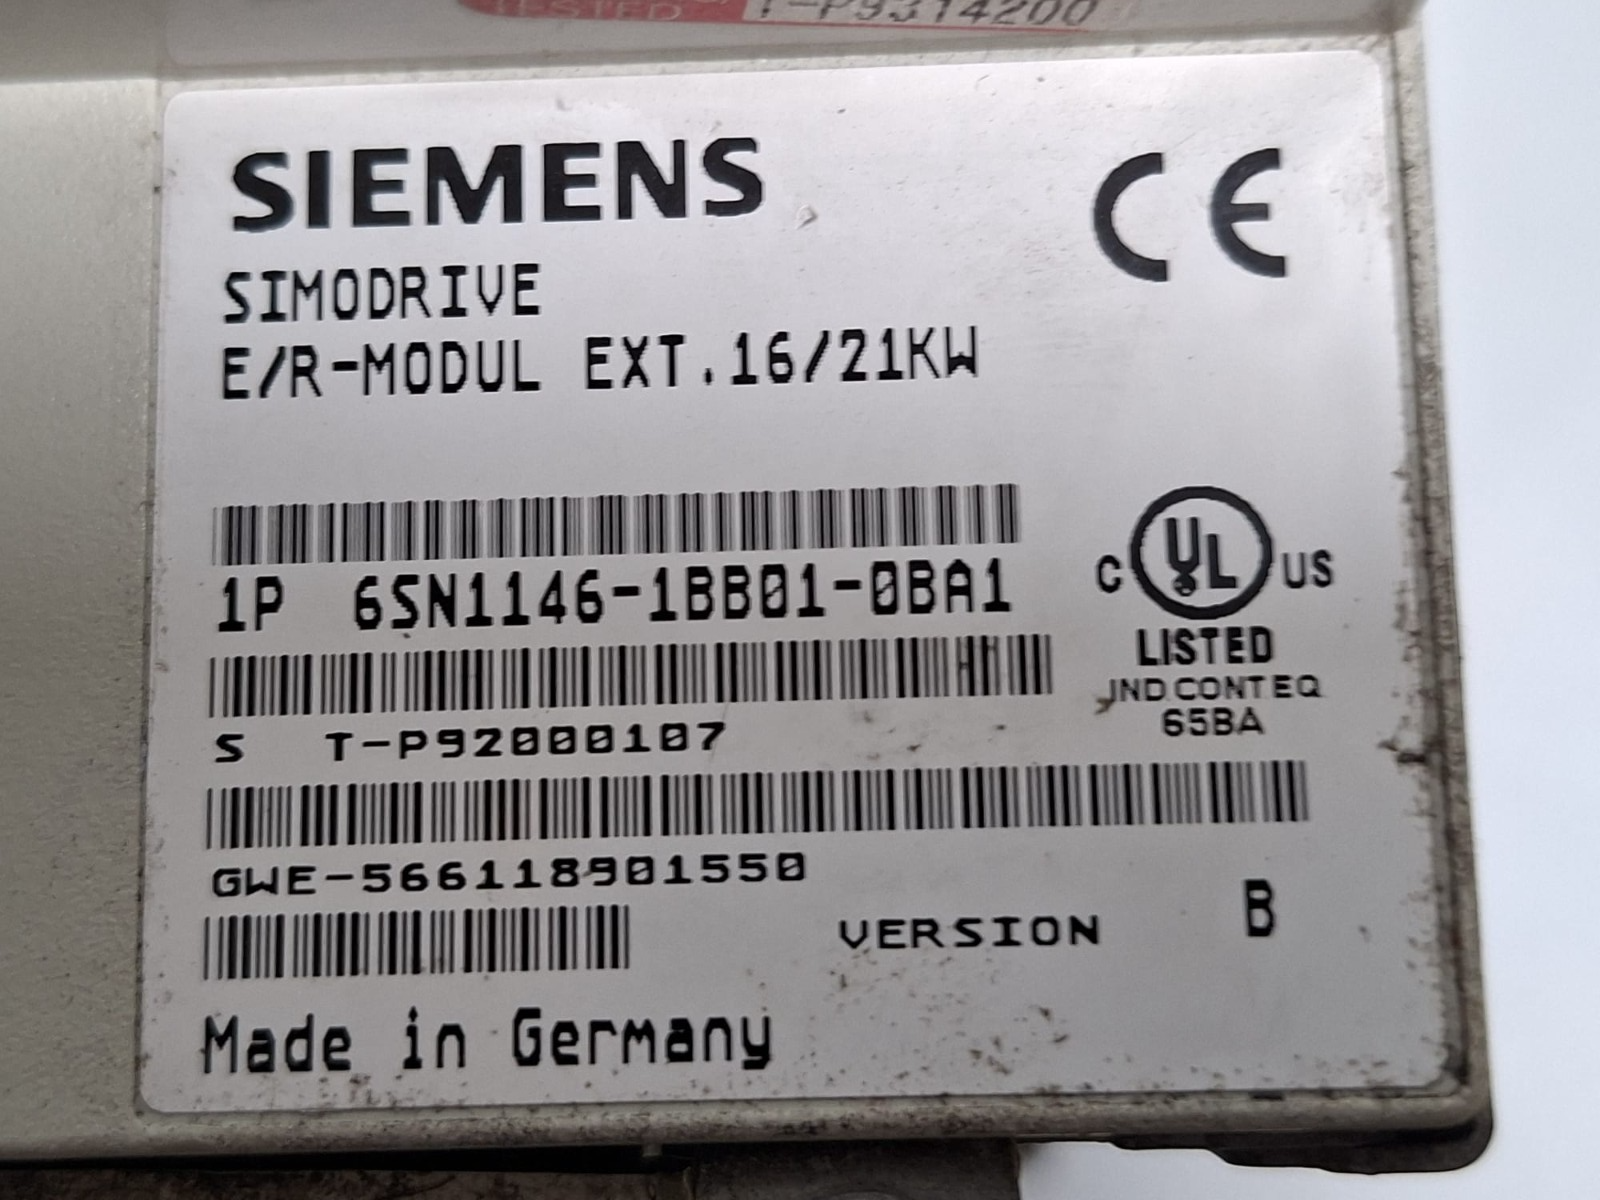 TESTED T-P9314200
SIEMENS CE
SIMODRIVE
E/R-MODUL EXT.16/21KW
1P 6SN1146-1BB01-0BA1
C UL US
LISTED
IND CONT EQ
65BA
S T-P92000107
GWE-566118901550
VERSION B
Made in Germany